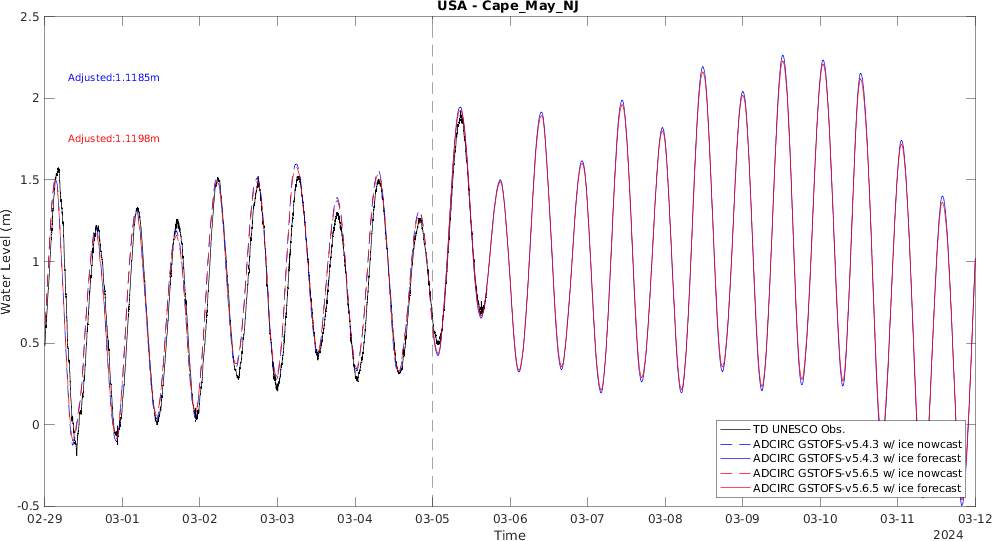 USA - Cape_May_NJ
2.5
2
1.5
1
0.5
0
-0.5
Water Level (m)
Adjusted:1.1185m
Adjusted:1.1198m
TD UNESCO Obs.
ADCIRC GSTOFS-v5.4.3 w/ ice nowcast
ADCIRC GSTOFS-v5.4.3 w/ ice forecast
ADCIRC GSTOFS-v5.6.5 w/ ice nowcast
ADCIRC GSTOFS-v5.6.5 w/ ice forecast
02-29 03-01 03-02 03-03 03-04 03-05 03-06 03-07 03-08 03-09 03-10 03-11 03-12
Time
2024